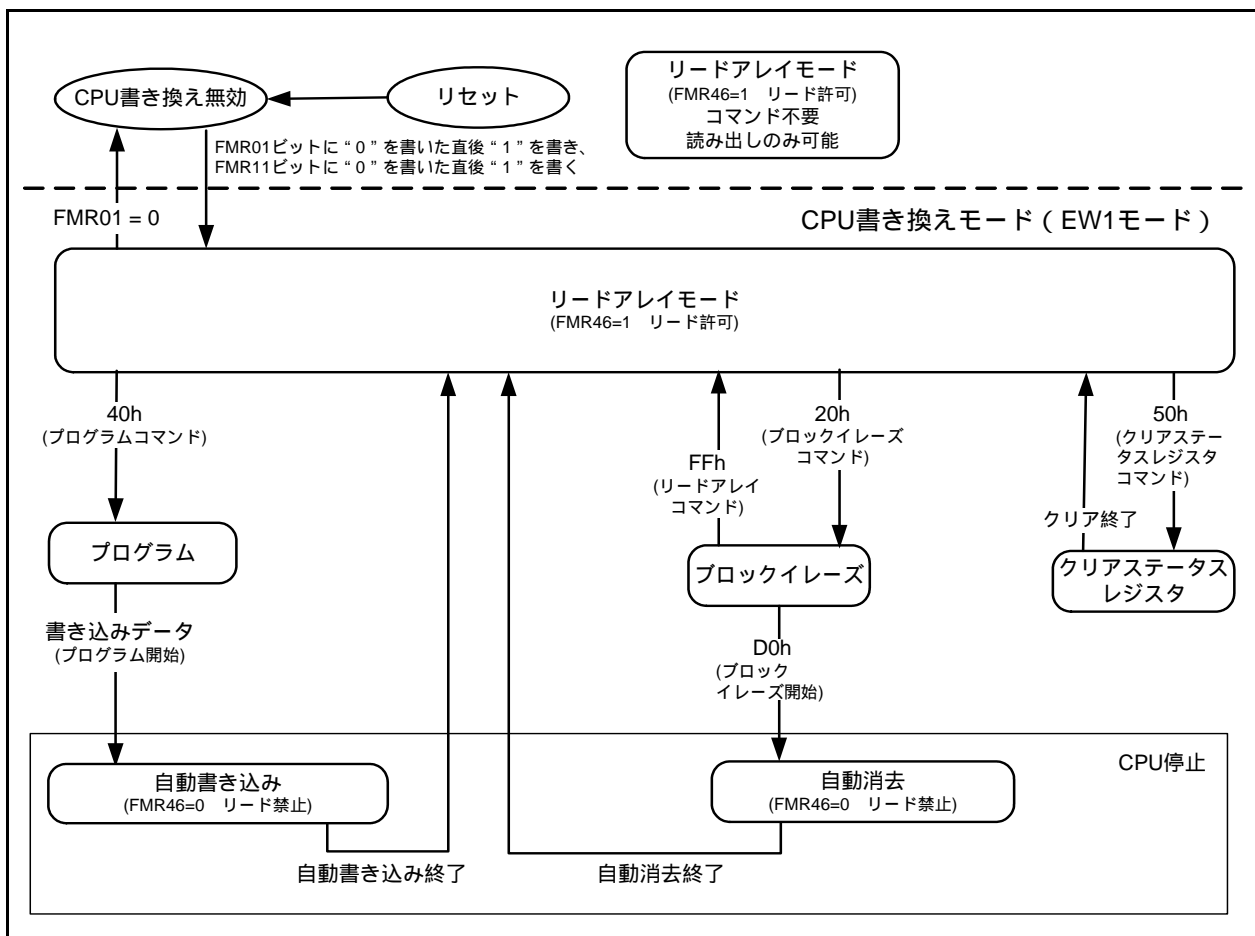 CPU書き換え無効
リセット
リードアレイモード
(FMR46=1　リード許可)
コマンド不要
読み出しのみ可能
FMR01ビットに“0”を書いた直後“1”を書き、
FMR11ビットに“0”を書いた直後“1”を書く
FMR01 = 0
CPU書き換えモード（EW1モード）
リードアレイモード
(FMR46=1　リード許可)
40h
(プログラムコマンド)
プログラム
書き込みデータ
(プログラム開始)
FFh
(リードアレイ
コマンド)
20h
(ブロックイレーズ
コマンド)
ブロックイレーズ
D0h
(ブロック
イレーズ開始)
クリア終了
50h
(クリアステー
タスレジスタ
コマンド)
クリアステータス
レジスタ
CPU停止
自動書き込み
(FMR46=0　リード禁止)
自動書き込み終了
自動消去
(FMR46=0　リード禁止)
自動消去終了